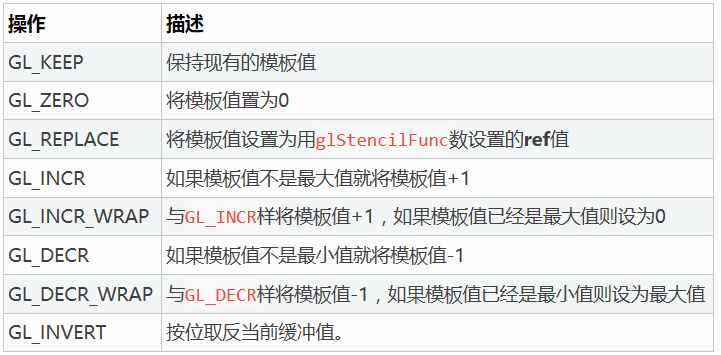 操作 描述
GL_KEEP 保持现有的模板值
GL_ZERO 将模板值置为0
GL_REPLACE 将模板值设置为用glStencilFunc数设置的ref值
GL_INCR 如果模板值不是最大值就将模板值+1
GL_INCR_WRAP 与GL_INCR样将模板值+1，如果模板值已经是最大值则设为0
GL_DECR 如果模板值不是最小值就将模板值-1
GL_DECR_WRAP 与GL_DECR样将模板值-1，如果模板值已经是最小值则设为最大值
GL_INVERT 按位取反当前缓冲值。